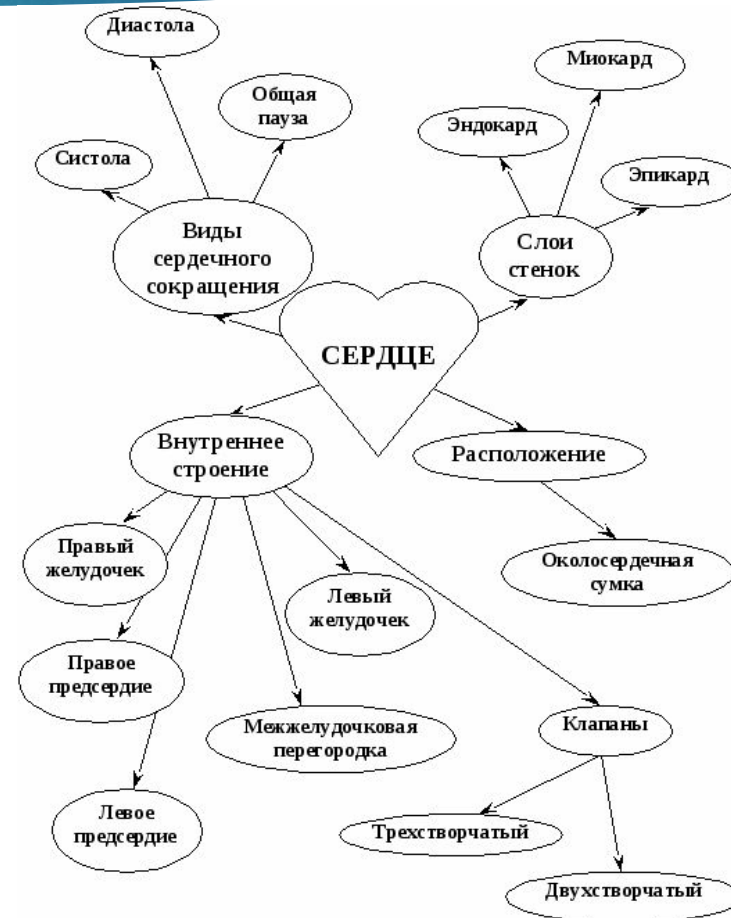 Диастола
Миокард
Общая
пауза
Эндокард
Систола
Эпикард
Виды
сердечного
сокращения
Слои
стенок
СЕРДЦЕ
Внутреннее
строение
Расположение
Правый
желудочек
Околосердечная
сумка
Левый
желудочек
Правое
предсердие
Межжелудочковая
перегородка
Клапаны
Левое
предсердие
Трехстворчатый
Двухстворчатый